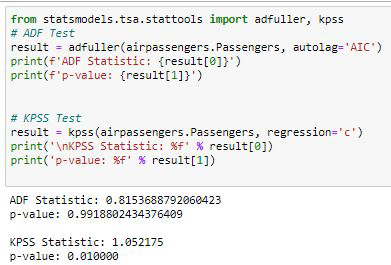 from statsmodels.tsa.stattools import adfuller, kpss
# ADF Test
result = adfuller(airpassengers.Passengers, autolag='AIC')
print(f'ADF Statistic: {result[0]}')
print(f'p-value: {result[1]}')
# KPSS Test
result = kpss(airpassengers.Passengers, regression='c')
print('\nKPSS Statistic: %f' % result[0])
print('p-value: %f' % result[1])
ADF Statistic: 0.8153688792060423
p-value: 0.9918802434376409
KPSS Statistic: 1.052175
p-value: 0.010000